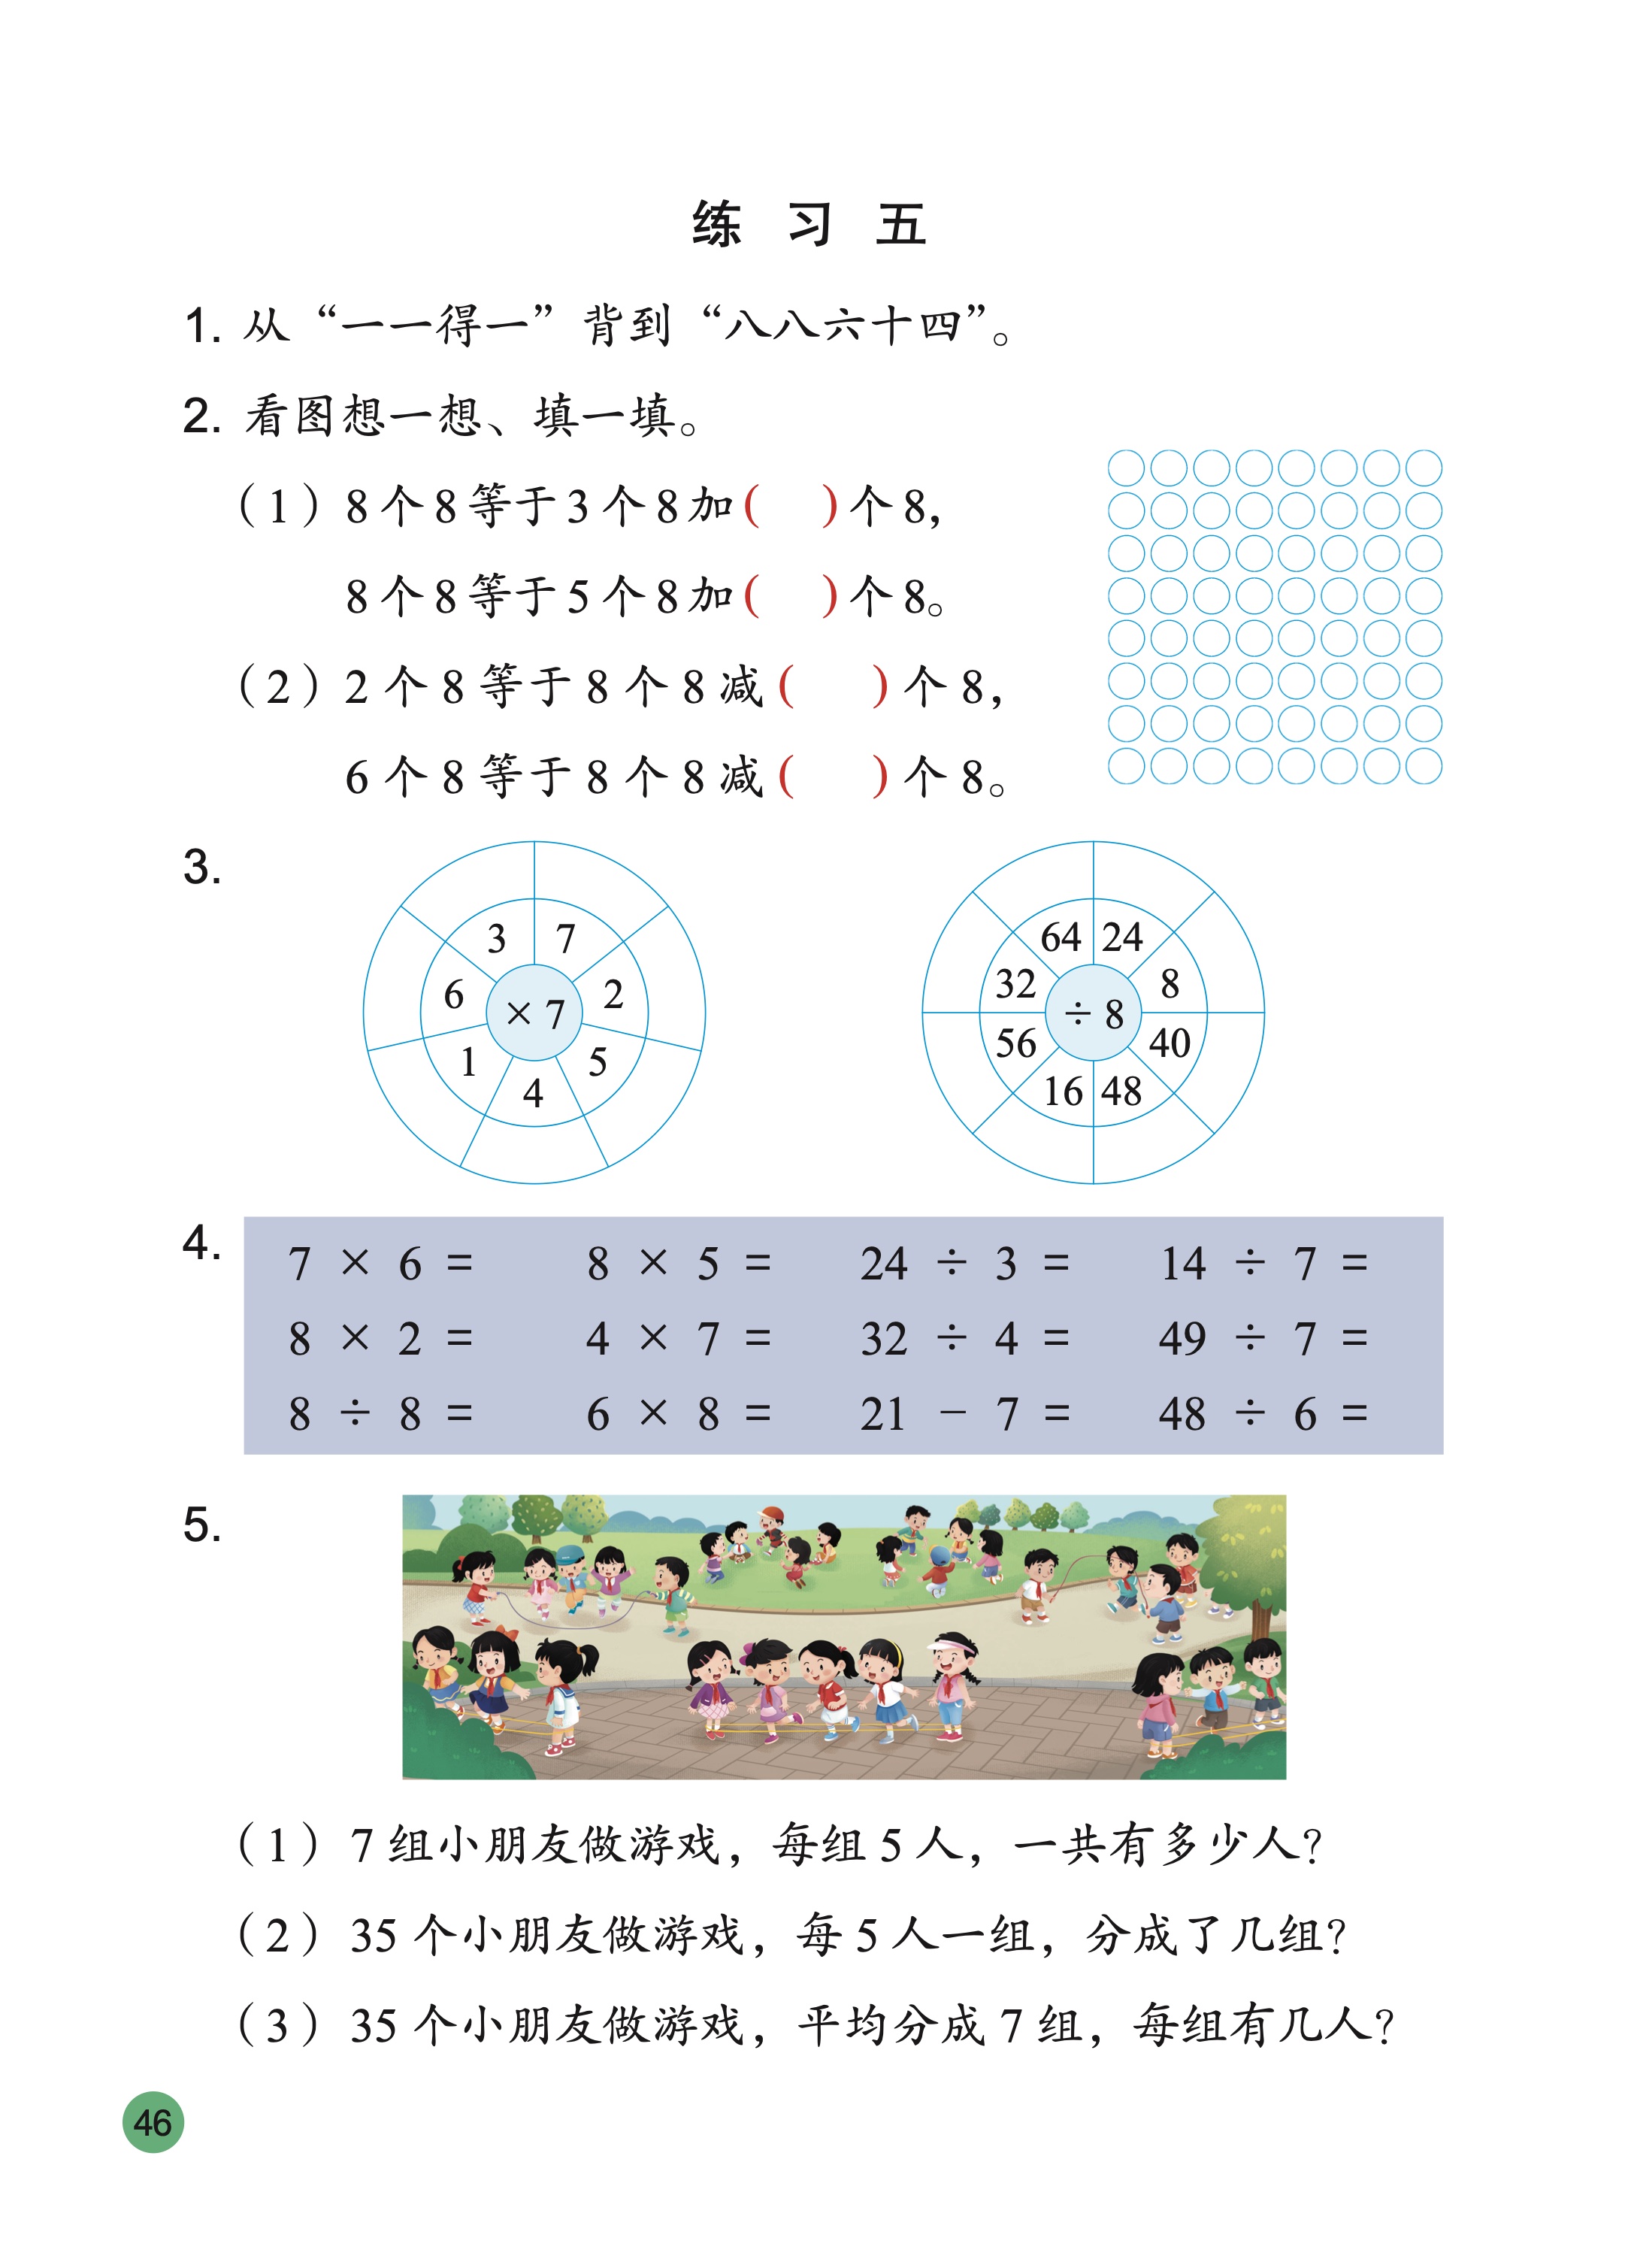 练 习 五
1. 从“一一得一”背到“八八六十四”。
2. 看图想一想、填一填。
（1）8个8等于3个8加(  )个8，
8个8等于5个8加(  )个8。
（2）2个8等于8个8减(  )个8，
6个8等于8个8减(  )个8。
3.
3 7
6 2
× 7
1 5
4
64 24
32 8
÷ 8
56 40
16 48
4.
7 × 6 = 8 × 5 = 24 ÷ 3 = 14 ÷ 7 =
8 × 2 = 4 × 7 = 32 ÷ 4 = 49 ÷ 7 =
8 ÷ 8 = 6 × 8 = 21 − 7 = 48 ÷ 6 =
5.
（1）7组小朋友做游戏，每组5人，一共有多少人？
（2）35个小朋友做游戏，每5人一组，分成了几组？
（3）35个小朋友做游戏，平均分成7组，每组有几人？
46